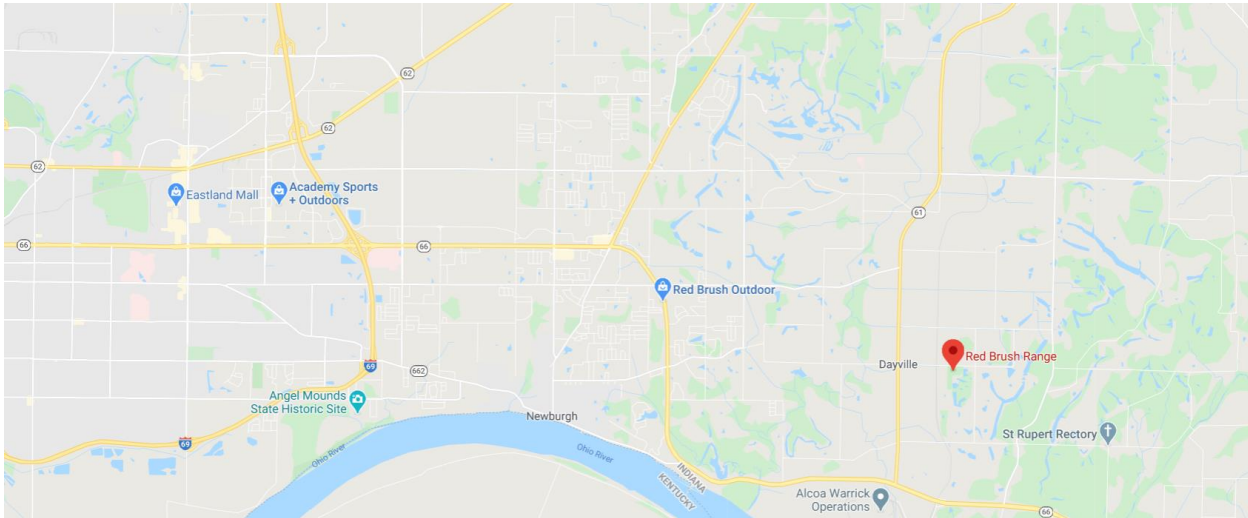 62
62
62
62
Eastland Mall
Academy Sports
+ Outdoors
61
66
66
Red Brush Outdoor
Red Brush Range
Dayville
69
662
Angel Mounds
State Historic Site
Newburgh
St Rupert Rectory
69
Ohio River
Ohio River
INDIANA
KENTUCKY
Alcoa Warrick
Operations
66